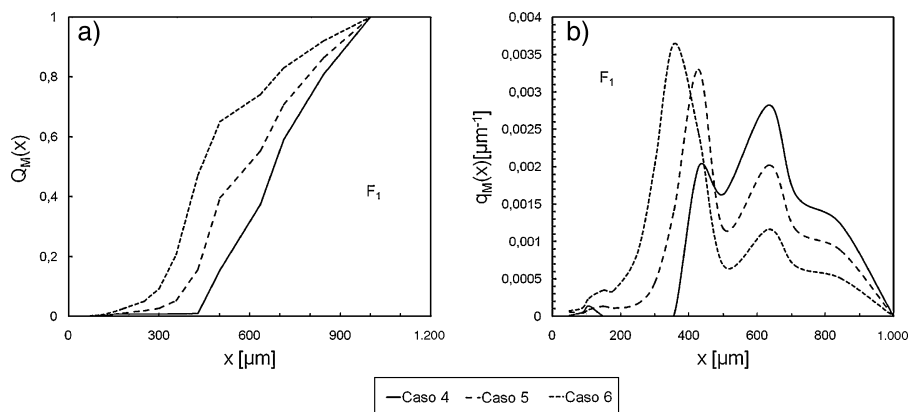 a)
1
0,8
0,6
0,4
0,2
0
Q_M(x)
F₁
0
300
600
900
1.200
x [µm]
b)
0,004
0,0035
0,003
0,0025
0,002
0,0015
0,001
0,0005
0
q_M(x)[µm⁻¹]
F₁
0
200
400
600
800
1.000
x [µm]
Caso 4
Caso 5
Caso 6